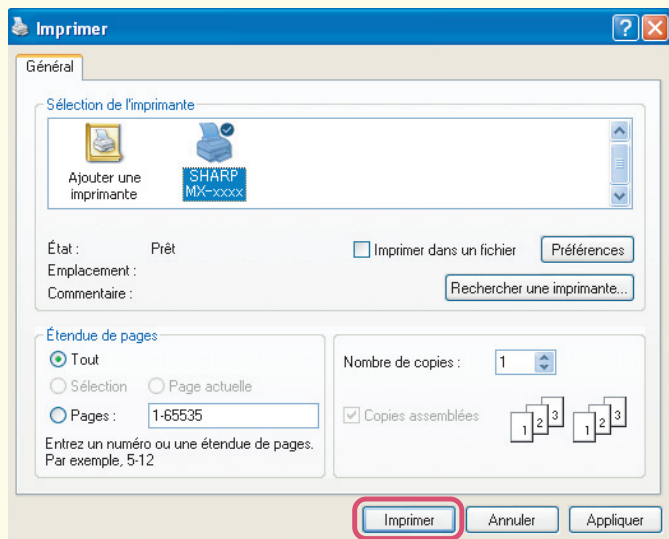 Imprimer
Général
Sélection de l'imprimante
Ajouter une
imprimante
SHARP
MX-xxxx
État :
Prêt
Emplacement :
Commentaire :
Imprimer dans un fichier
Préférences
Rechercher une imprimante...
Étendue de pages
Tout
Sélection
Page actuelle
Pages :
1-65535
Entrez un numéro ou une étendue de pages.
Par exemple, 5-12
Nombre de copies :
1
Copies assemblées
1 2 3
1 2 3
Imprimer
Annuler
Appliquer